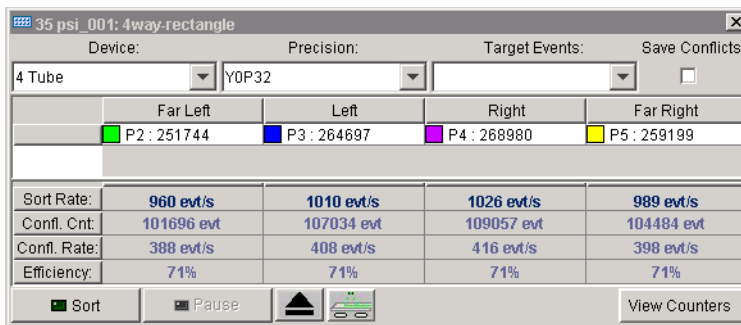 35 psi_001: 4way-rectangle
Device: Precision: Target Events: Save Conflicts
4 Tube Y0P32
Far Left Left Right Far Right
P2 : 251744 P3 : 264697 P4 : 268980 P5 : 259199
Sort Rate: 960 evt/s 1010 evt/s 1026 evt/s 989 evt/s
Confl. Cnt: 101696 evt 107034 evt 109057 evt 104484 evt
Confl. Rate: 388 evt/s 408 evt/s 416 evt/s 398 evt/s
Efficiency: 71% 71% 71% 71%
Sort Pause View Counters